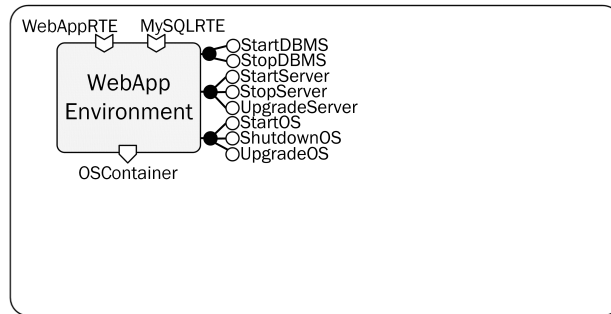 WebAppRTE MySQLRTE
StartDBMS
StopDBMS
StartServer
StopServer
UpgradeServer
StartOS
ShutdownOS
UpgradeOS
WebApp
Environment
OSContainer